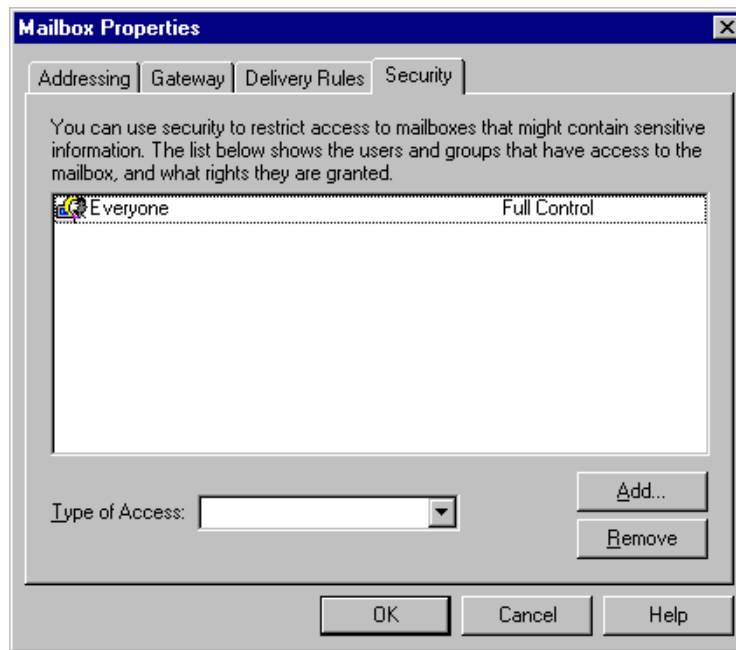 Mailbox Properties
Addressing Gateway Delivery Rules Security
You can use security to restrict access to mailboxes that might contain sensitive
information. The list below shows the users and groups that have access to the
mailbox, and what rights they are granted.
Everyone Full Control
Add...
Type of Access:
Remove
OK Cancel Help